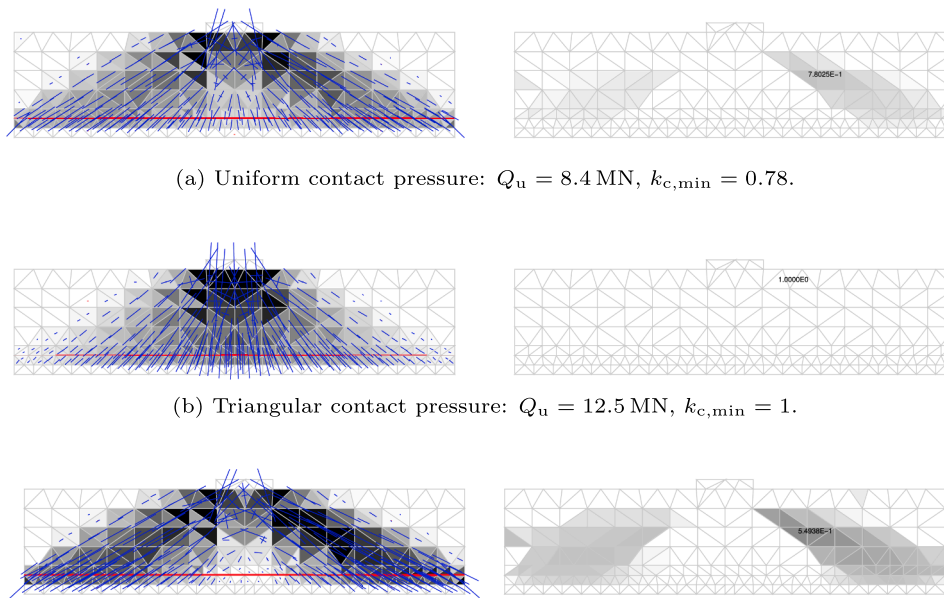 7.8025E-1
(a) Uniform contact pressure: Qu = 8.4 MN, kc,min = 0.78.
1.0000E0
(b) Triangular contact pressure: Qu = 12.5 MN, kc,min = 1.
5.4938E-1